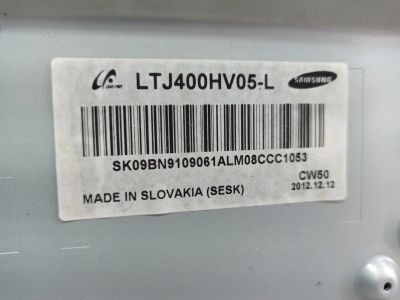 LTJ400HV05-L
SAMSUNG
SK09BN9109061ALM08CCC1053
CW50
MADE IN SLOVAKIA (SESK)
2012.12.12